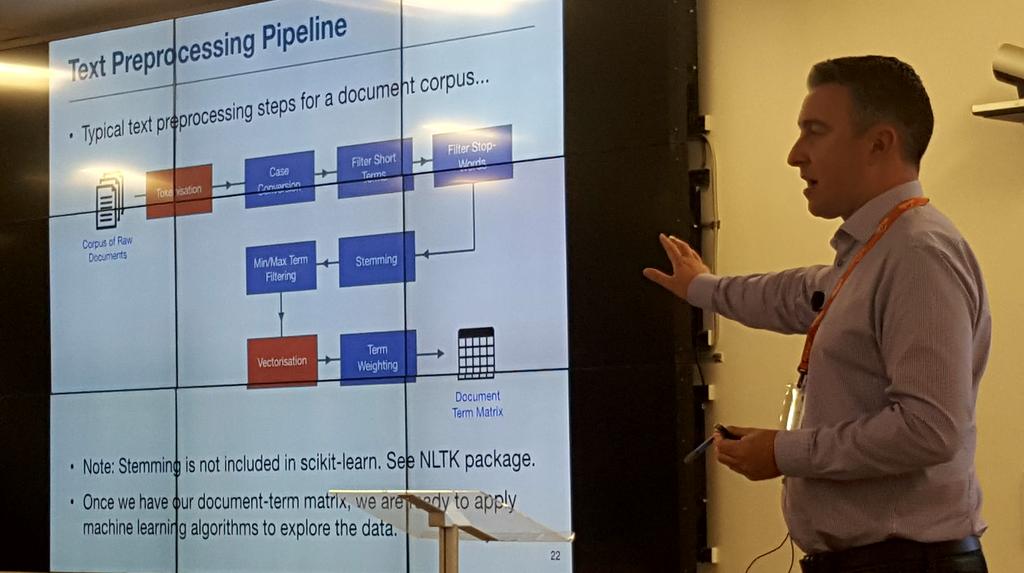 Text Preprocessing Pipeline
• Typical text preprocessing steps for a document corpus...
Corpus of Raw
Documents
Tokenisation
Case
Conversion
Filter Short
Terms
Filter Stop-
Words
Stemming
Min/Max Term
Filtering
Vectorisation
Term
Weighting
Document
Term Matrix
• Note: Stemming is not included in scikit-learn. See NLTK package.
• Once we have our document-term matrix, we are ready to apply
machine learning algorithms to explore the data.
22